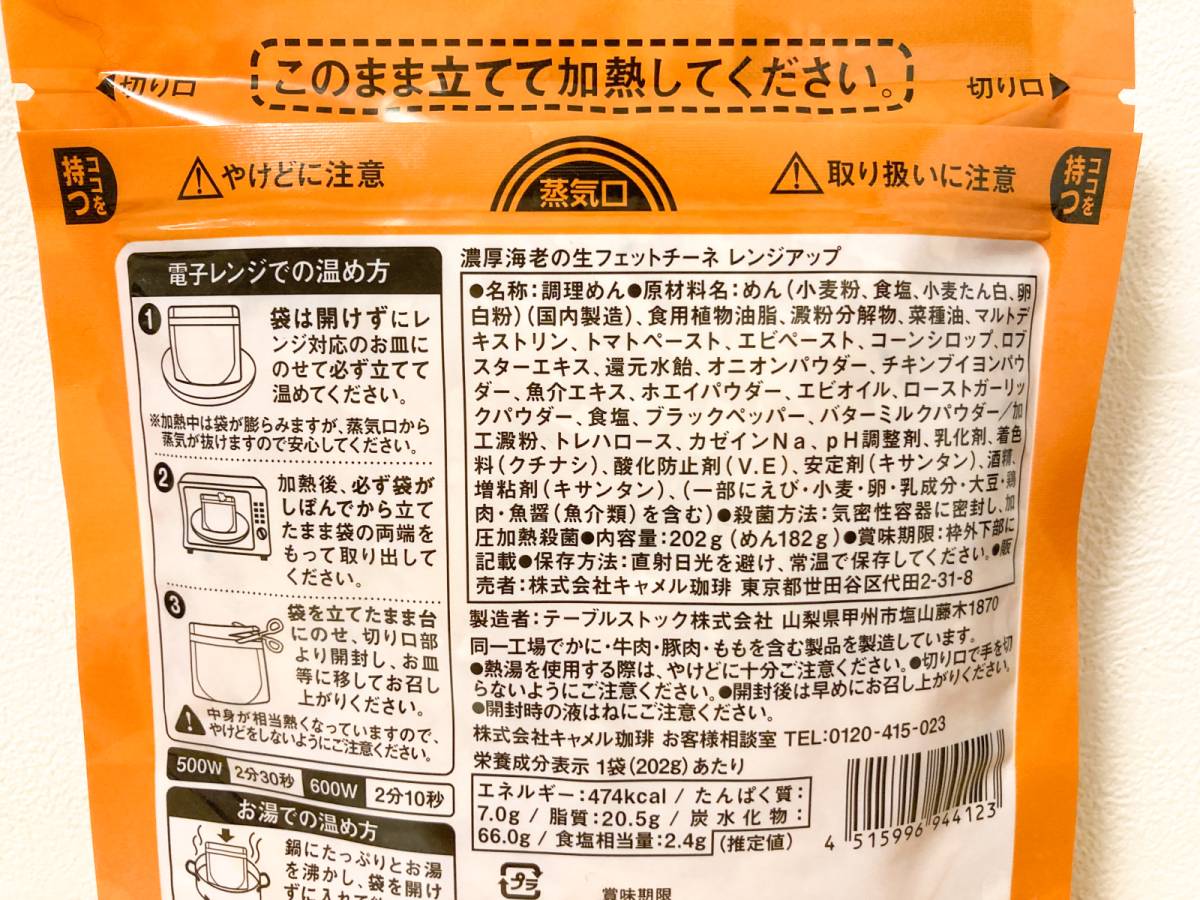 切り口
このまま立てて加熱してください。
切り口
ココを持つ
やけどに注意
蒸気口
取り扱いに注意
ココを持つ
電子レンジでの温め方
1
袋は開けずにレ
ンジ対応のお皿に
のせて必ず立てて
温めてください。
※加熱中は袋が膨らみますが、蒸気口から
蒸気が抜けますので安心してください。
2
加熱後、必ず袋が
しぼんでから立て
たまま袋の両端を
もって取り出して
ください。
3
袋を立てたまま台
にのせ、切り口部
より開封し、お皿
等に移してお召し
上がりください。
中身が相当熱くなっていますので、
やけどをしないようにご注意ください。
500W 2分30秒 600W 2分10秒
お湯での温め方
鍋にたっぷりとお湯
を沸かし、袋を開け
ずに入れて
濃厚海老の生フェットチーネ レンジアップ
●名称:調理めん●原材料名:めん(小麦粉、食塩、小麦たん白、卵
白粉)(国内製造)、食用植物油脂、澱粉分解物、菜種油、マルトデ
キストリン、トマトペースト、エビペースト、コーンシロップ、ロブ
スターエキス、還元水飴、オニオンパウダー、チキンブイヨンパウ
ダー、魚介エキス、ホエイパウダー、エビオイル、ローストガーリッ
クパウダー、食塩、ブラックペッパー、バターミルクパウダー/加
工澱粉、トレハロース、カゼインNa、pH調整剤、乳化剤、着色
料(クチナシ)、酸化防止剤(V.E)、安定剤(キサンタン)、酒精、
増粘剤(キサンタン)、(一部にえび・小麦・卵・乳成分・大豆・鶏
肉・魚醤(魚介類)を含む)●殺菌方法:気密性容器に密封し、加
圧加熱殺菌●内容量:202g(めん182g)●賞味期限:枠外下部に
記載●保存方法:直射日光を避け、常温で保存してください。●販
売者:株式会社キャメル珈琲 東京都世田谷区代田2-31-8
製造者:テーブルストック株式会社 山梨県甲州市塩山藤木1870
同一工場でかに・牛肉・豚肉・ももを含む製品を製造しています。
●熱湯を使用する際は、やけどに十分ご注意ください。●切り口で手を切
らないようにご注意ください。●開封後は早めにお召し上がりください。
●開封時の液はねにご注意ください。
株式会社キャメル珈琲 お客様相談室 TEL:0120-415-023
栄養成分表示 1袋(202g)あたり
エネルギー:474kcal / たんぱく質:
7.0g / 脂質:20.5g / 炭水化物:
66.0g / 食塩相当量:2.4g (推定値)
4 515996 944123
プラ
賞味期限